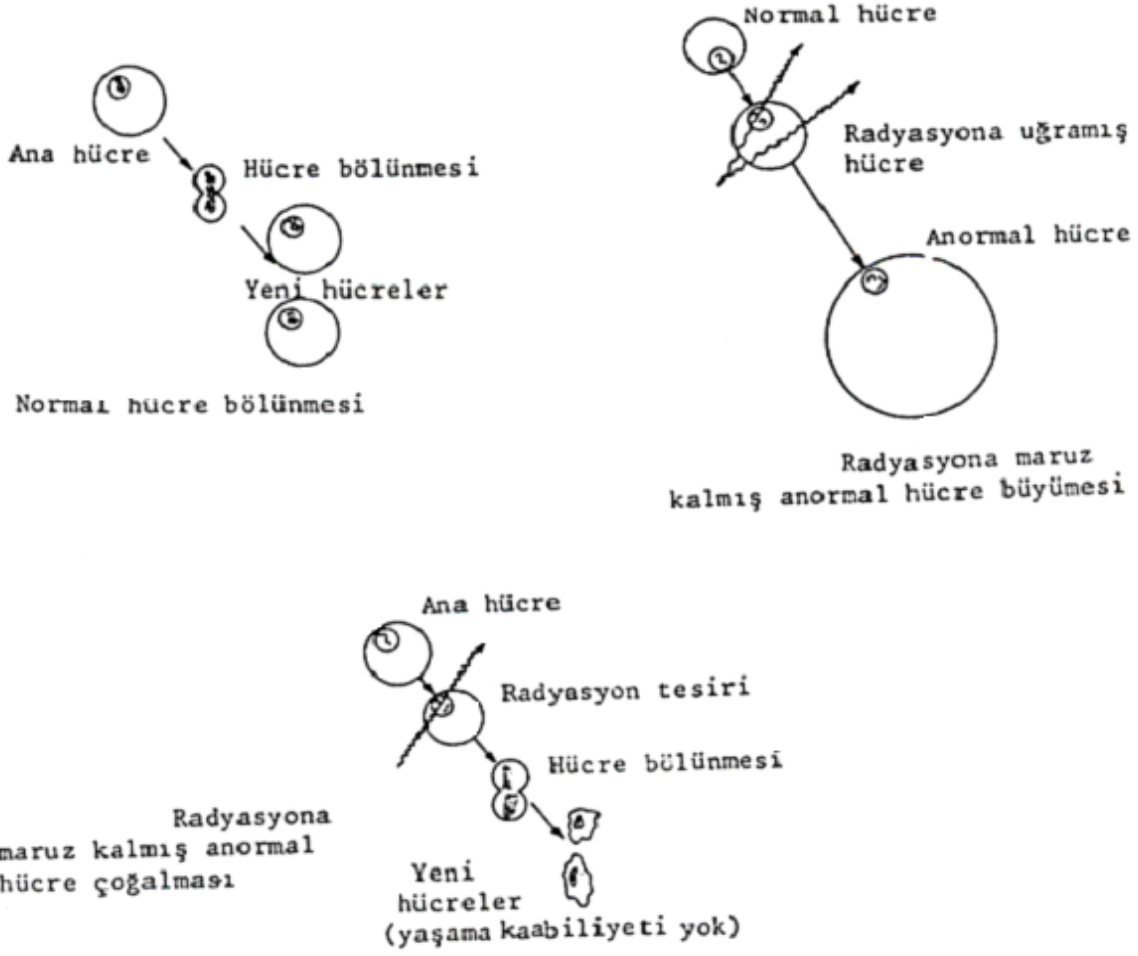 Ana hücre
Hücre bölünmesi
Yeni hücreler
Normal hücre bölünmesi
Normal hücre
Radyasyona uğramış
hücre
Anormal hücre
Radyasyona maruz
kalmış anormal hücre büyümesi
Ana hücre
Radyasyon tesiri
Hücre bölünmesi
Yeni
hücreler
(yaşama kaabiliyeti yok)
Radyasyona
maruz kalmış anormal
hücre çoğalması